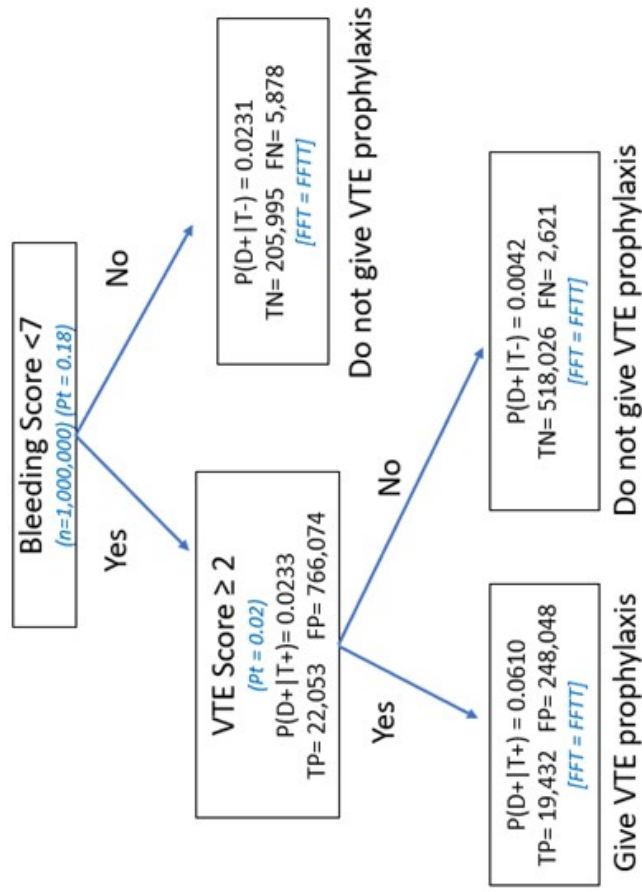 Bleeding Score <7
(n=1,000,000) (Pt = 0.18)
Yes
No
VTE Score ≥ 2
(Pt = 0.02)
P(D+|T+)= 0.0233
TP= 22,053 FP= 766,074
P(D+|T-) = 0.0231
TN= 205,995 FN= 5,878
[FFT = FFTT]
Do not give VTE prophylaxis
Yes
No
P(D+|T+) = 0.0610
TP= 19,432 FP= 248,048
[FFT = FFTT]
Give VTE prophylaxis
P(D+|T-) = 0.0042
TN= 518,026 FN= 2,621
[FFT = FFTT]
Do not give VTE prophylaxis